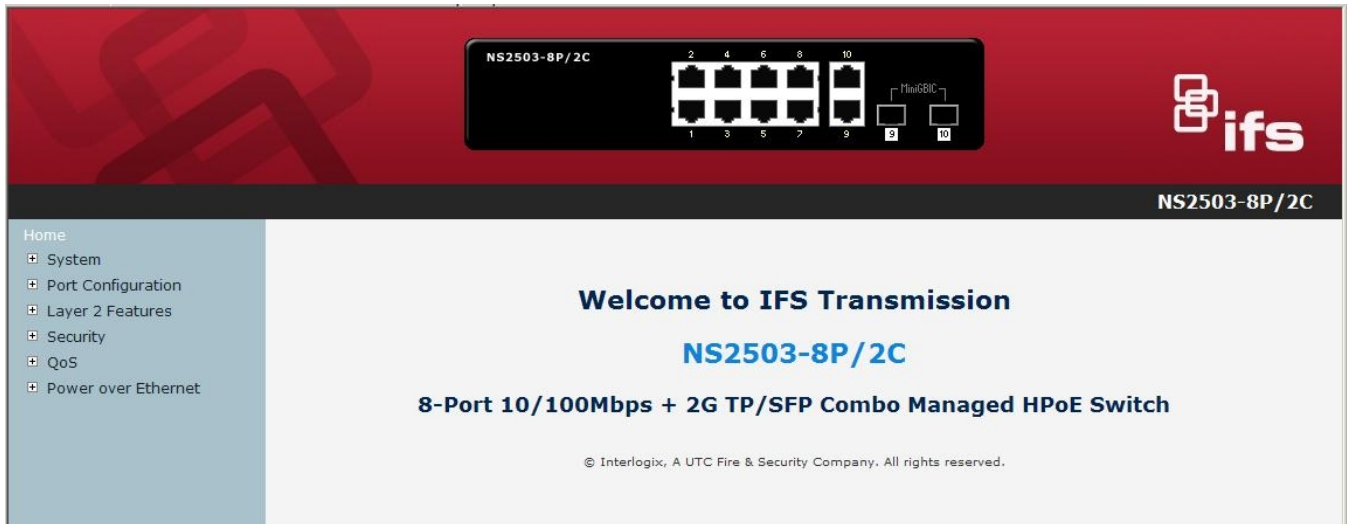 NS2503-8P/2C
2 4 6 8 10
MiniGBIC
1 3 5 7 9 9 10
ifs
NS2503-8P/2C
Home
System
Port Configuration
Layer 2 Features
Security
QoS
Power over Ethernet
Welcome to IFS Transmission
NS2503-8P/2C
8-Port 10/100Mbps + 2G TP/SFP Combo Managed HPoE Switch
© Interlogix, A UTC Fire & Security Company. All rights reserved.